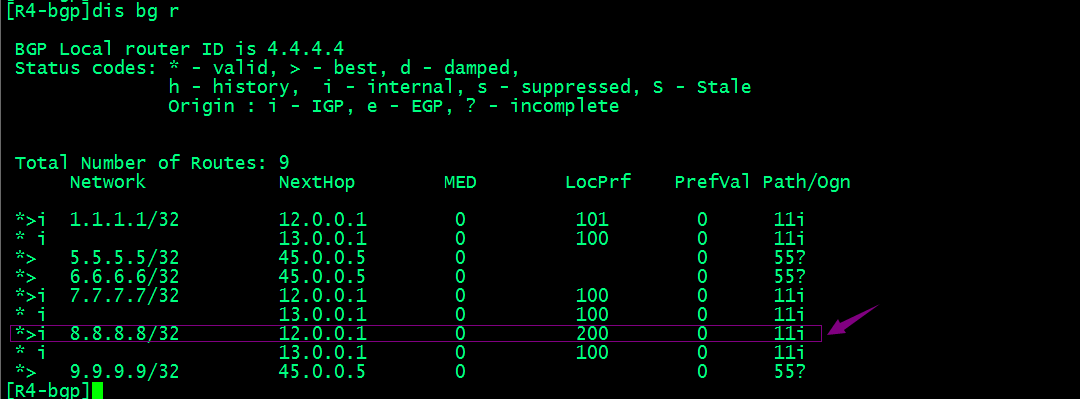 [R4-bgp]dis bg r
BGP Local router ID is 4.4.4.4
Status codes: * - valid, > - best, d - damped,
h - history,  i - internal, s - suppressed, S - Stale
Origin : i - IGP, e - EGP, ? - incomplete
Total Number of Routes: 9
Network            NextHop        MED        LocPrf    PrefVal Path/Ogn
*>i  1.1.1.1/32         12.0.0.1        0          101        0      11i
* i                     13.0.0.1        0          100        0      11i
*>   5.5.5.5/32         45.0.0.5        0                     0      55?
*>   6.6.6.6/32         45.0.0.5        0                     0      55?
*>i  7.7.7.7/32         12.0.0.1        0          100        0      11i
* i                     13.0.0.1        0          100        0      11i
*>i  8.8.8.8/32         12.0.0.1        0          200        0      11i
* i                     13.0.0.1        0          100        0      11i
*>   9.9.9.9/32         45.0.0.5        0                     0      55?
[R4-bgp]